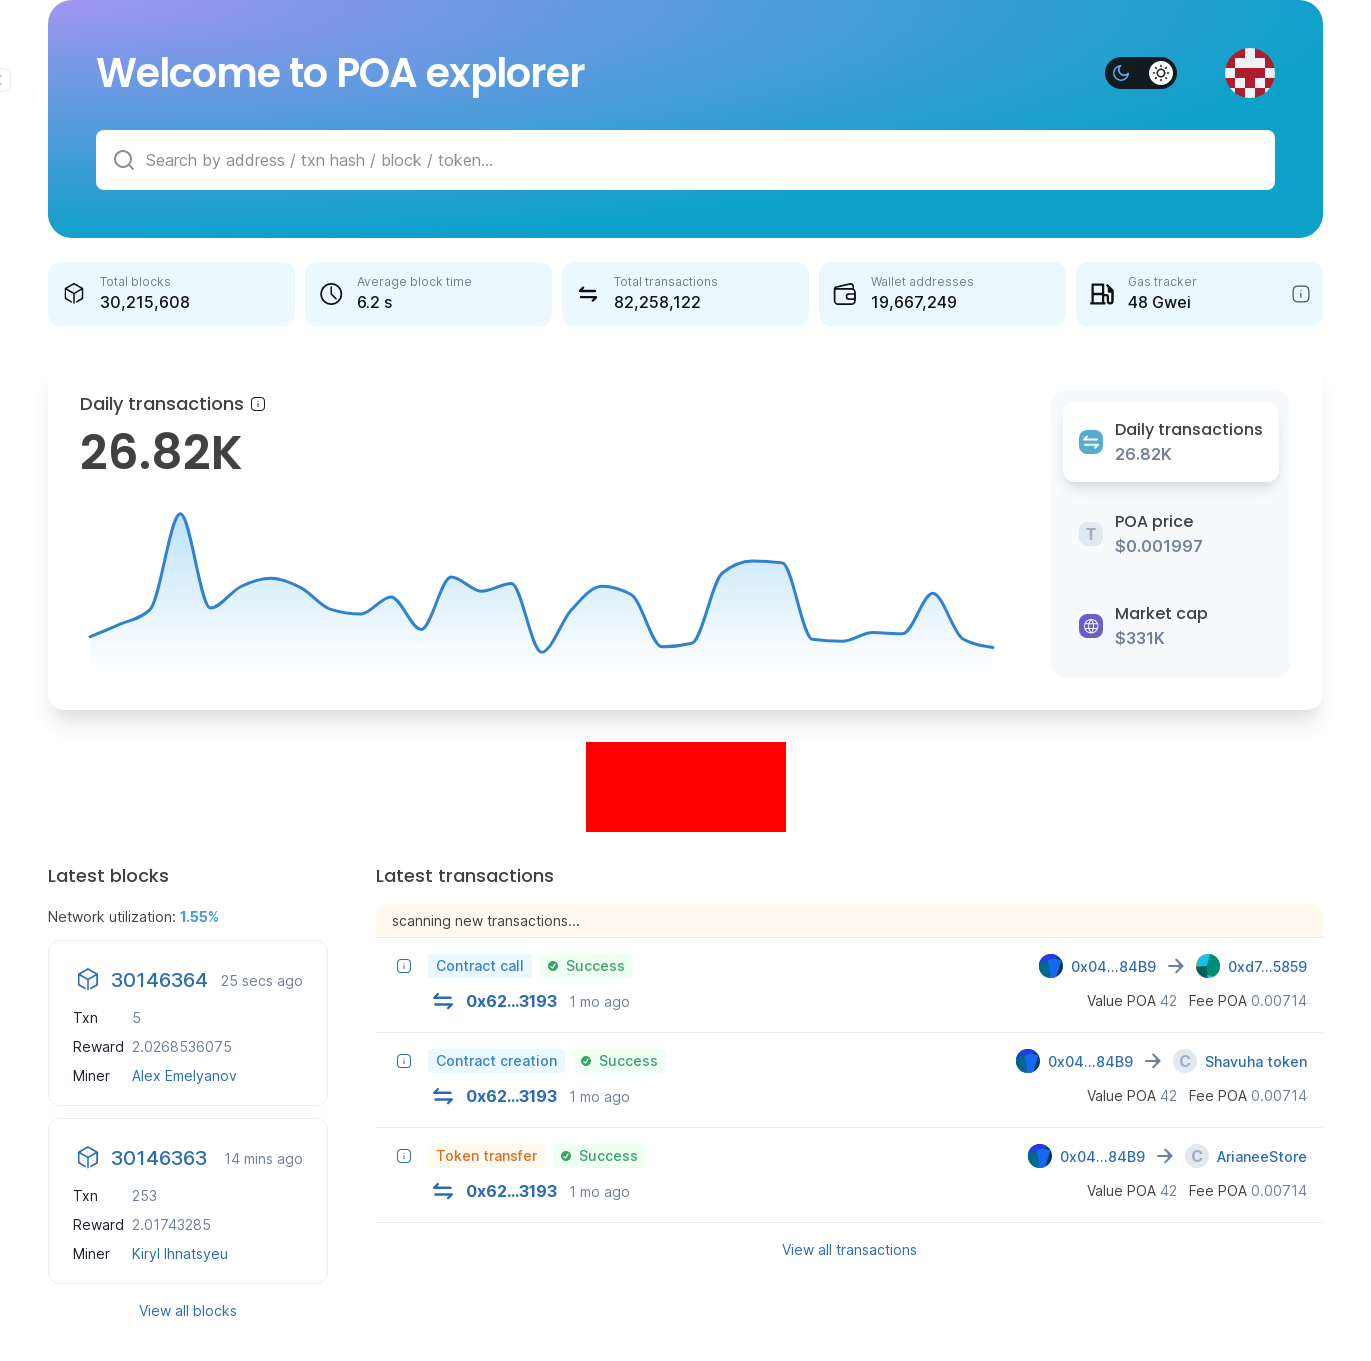 Welcome to POA explorer
Search by address / txn hash / block / token...
Total blocks
30,215,608
Average block time
6.2 s
Total transactions
82,258,122
Wallet addresses
19,667,249
Gas tracker
48 Gwei
Daily transactions
26.82K
Daily transactions
26.82K
T
POA price
$0.001997
Market cap
$331K
Latest blocks
Network utilization: 1.55%
30146364 25 secs ago
Txn 5
Reward 2.0268536075
Miner Alex Emelyanov
30146363 14 mins ago
Txn 253
Reward 2.01743285
Miner Kiryl Ihnatsyeu
View all blocks
Latest transactions
scanning new transactions...
Contract call Success 0x04...84B9 0xd7...5859
0x62...3193 1 mo ago Value POA 42 Fee POA 0.00714
Contract creation Success 0x04...84B9 C Shavuha token
0x62...3193 1 mo ago Value POA 42 Fee POA 0.00714
Token transfer Success 0x04...84B9 C ArianeeStore
0x62...3193 1 mo ago Value POA 42 Fee POA 0.00714
View all transactions